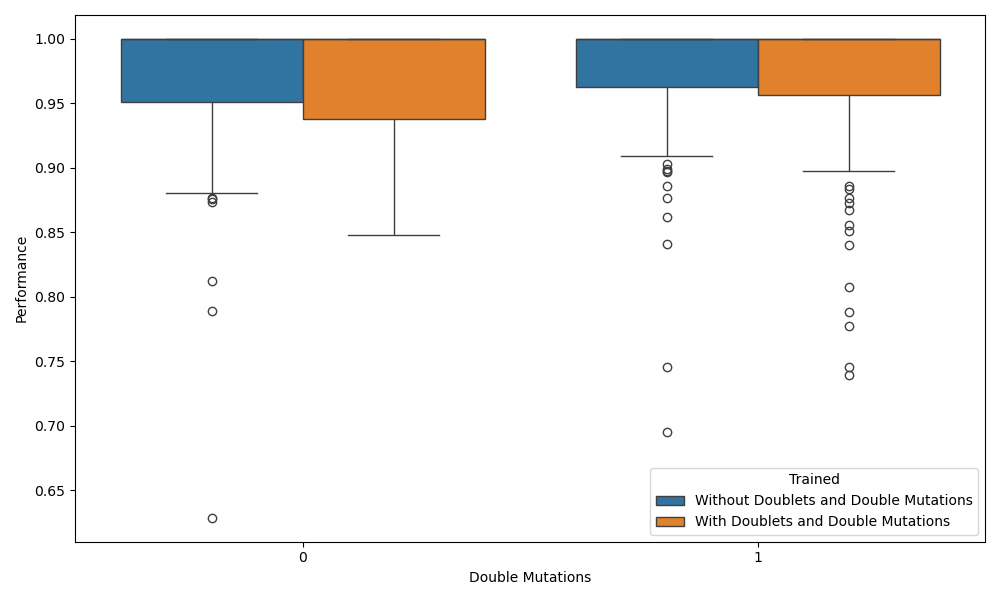 1.00
0.95
0.90
0.85
0.80
0.75
0.70
0.65
Performance
0
1
Double Mutations
Trained
Without Doublets and Double Mutations
With Doublets and Double Mutations